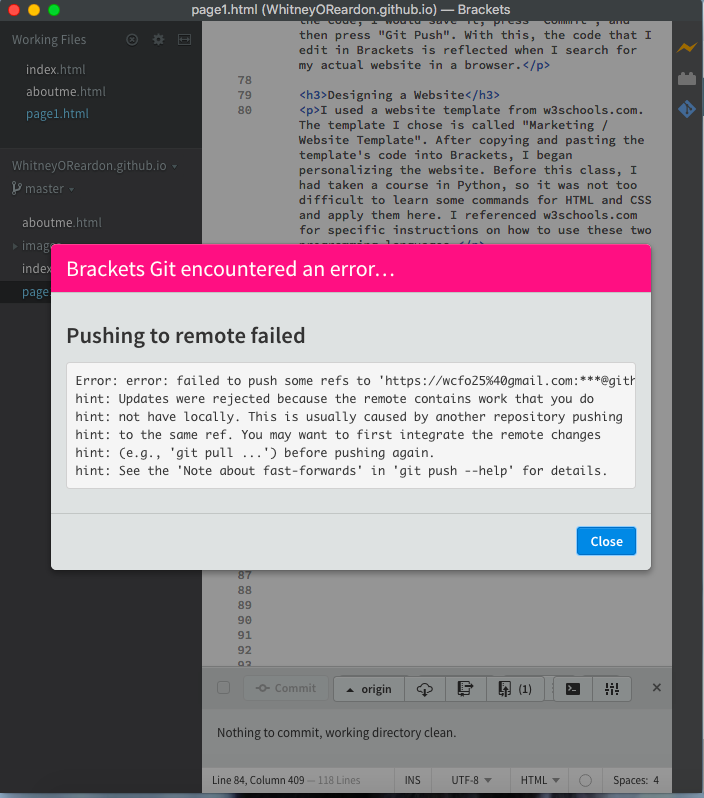 page1.html (WhitneyOReardon.github.io) — Brackets
Working Files
index.html
aboutme.html
page1.html
WhitneyOReardon.github.io
master
aboutme.html
images
index
page
the code, I would save it, press "Commit", and
then press "Git Push". With this, the code that I
edit in Brackets is reflected when I search for
my actual website in a browser.</p>
78
79 <h3>Designing a Website</h3>
80 <p>I used a website template from w3schools.com.
The template I chose is called "Marketing /
Website Template". After copying and pasting the
template's code into Brackets, I began
personalizing the website. Before this class, I
had taken a course in Python, so it was not too
difficult to learn some commands for HTML and CSS
and apply them here. I referenced w3schools.com
for specific instructions on how to use these two
programming languages.</p>
Brackets Git encountered an error...
Pushing to remote failed
Error: error: failed to push some refs to 'https://wcfo25%40gmail.com:***@gith
hint: Updates were rejected because the remote contains work that you do
hint: not have locally. This is usually caused by another repository pushing
hint: to the same ref. You may want to first integrate the remote changes
hint: (e.g., 'git pull ...') before pushing again.
hint: See the 'Note about fast-forwards' in 'git push --help' for details.
Close
87
88
89
90
91
92
93
Commit
origin
(1)
Nothing to commit, working directory clean.
Line 84, Column 409 — 118 Lines
INS
UTF-8
HTML
Spaces: 4